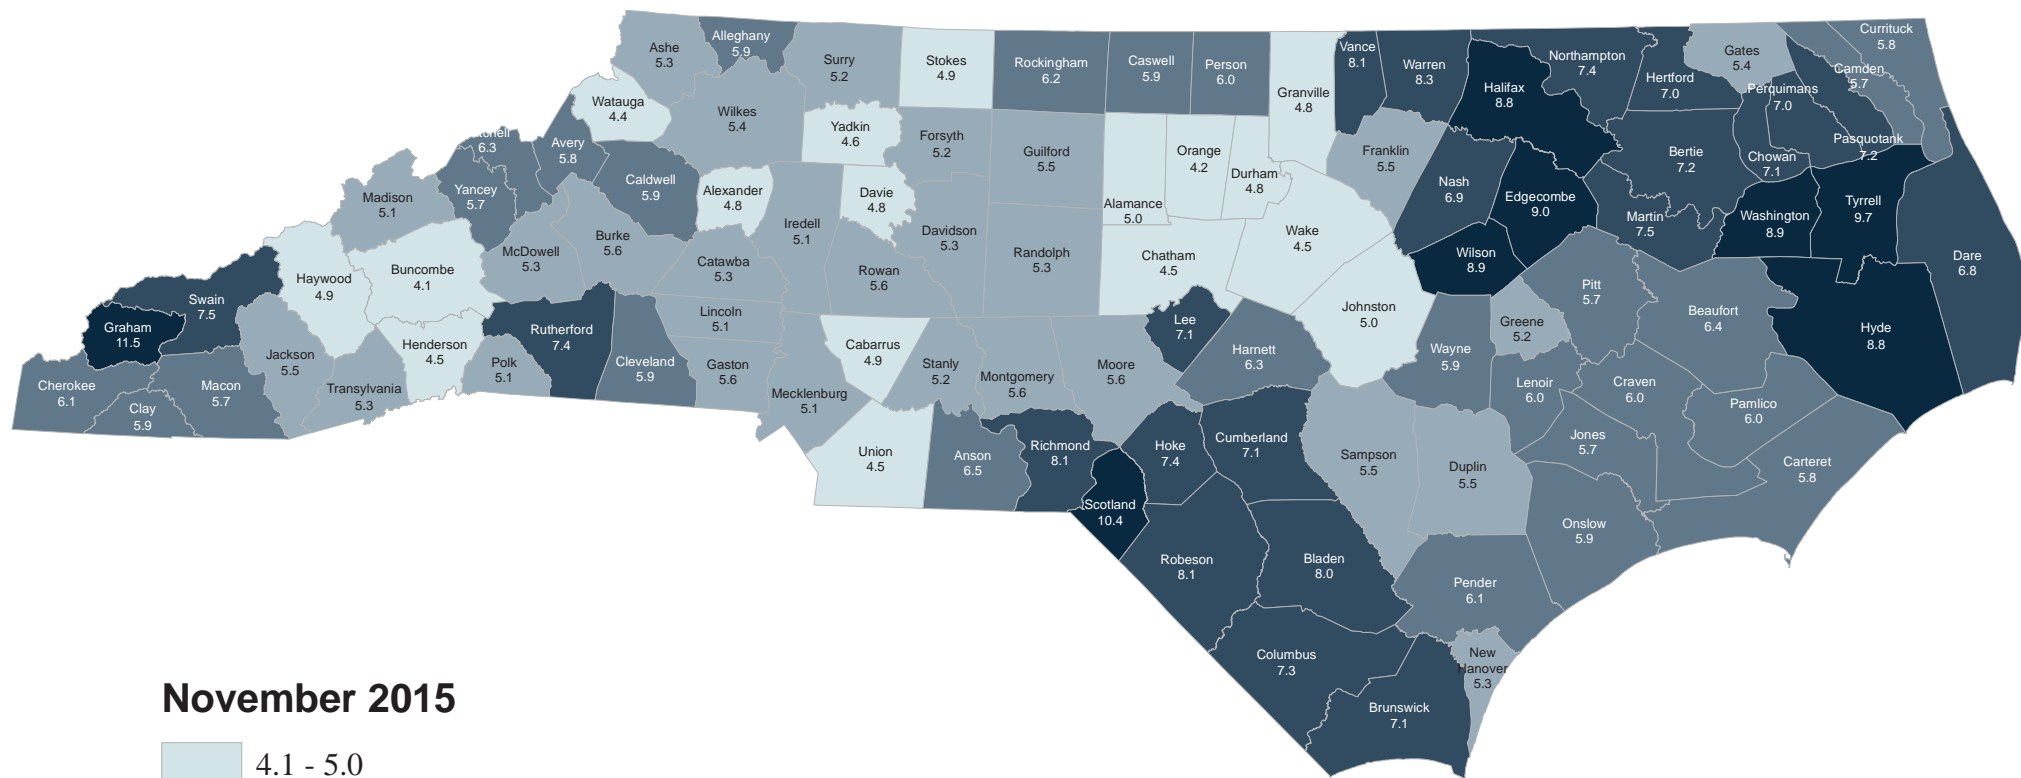 Ashe
5.3
Alleghany
5.9
Surry
5.2
Stokes
4.9
Rockingham
6.2
Caswell
5.9
Person
6.0
Granville
4.8
Vance
8.1
Warren
8.3
Halifax
8.8
Northampton
7.4
Hertford
7.0
Gates
5.4
Currituck
5.8
Camden
5.7
Perquimans
7.0
Pasquotank
7.2
Chowan
7.1
Bertie
7.2
Watauga
4.4
Wilkes
5.4
Yadkin
4.6
Forsyth
5.2
Guilford
5.5
Alamance
5.0
Orange
4.2
Durham
4.8
Franklin
5.5
Nash
6.9
Edgecombe
9.0
Martin
7.5
Washington
8.9
Tyrrell
9.7
Dare
6.8
6.3
Avery
5.8
Yancey
5.7
Madison
5.1
Caldwell
5.9
Alexander
4.8
Davie
4.8
Iredell
5.1
Davidson
5.3
Randolph
5.3
Chatham
4.5
Wake
4.5
Wilson
8.9
Johnston
5.0
Haywood
4.9
Buncombe
4.1
McDowell
5.3
Burke
5.6
Catawba
5.3
Rowan
5.6
Lincoln
5.1
Swain
7.5
Graham
11.5
Jackson
5.5
Henderson
4.5
Polk
5.1
Rutherford
7.4
Cleveland
5.9
Gaston
5.6
Mecklenburg
5.1
Cabarrus
4.9
Stanly
5.2
Montgomery
5.6
Moore
5.6
Lee
7.1
Harnett
6.3
Wayne
5.9
Greene
5.2
Pitt
5.7
Beaufort
6.4
Hyde
8.8
Cherokee
6.1
Clay
5.9
Macon
5.7
Transylvania
5.3
Union
4.5
Anson
6.5
Richmond
8.1
Scotland
10.4
Hoke
7.4
Cumberland
7.1
Sampson
5.5
Duplin
5.5
Lenoir
6.0
Craven
6.0
Jones
5.7
Pamlico
6.0
Carteret
5.8
Onslow
5.9
Robeson
8.1
Bladen
8.0
Pender
6.1
Columbus
7.3
Brunswick
7.1
New
Hanover
5.3
November 2015
4.1 - 5.0